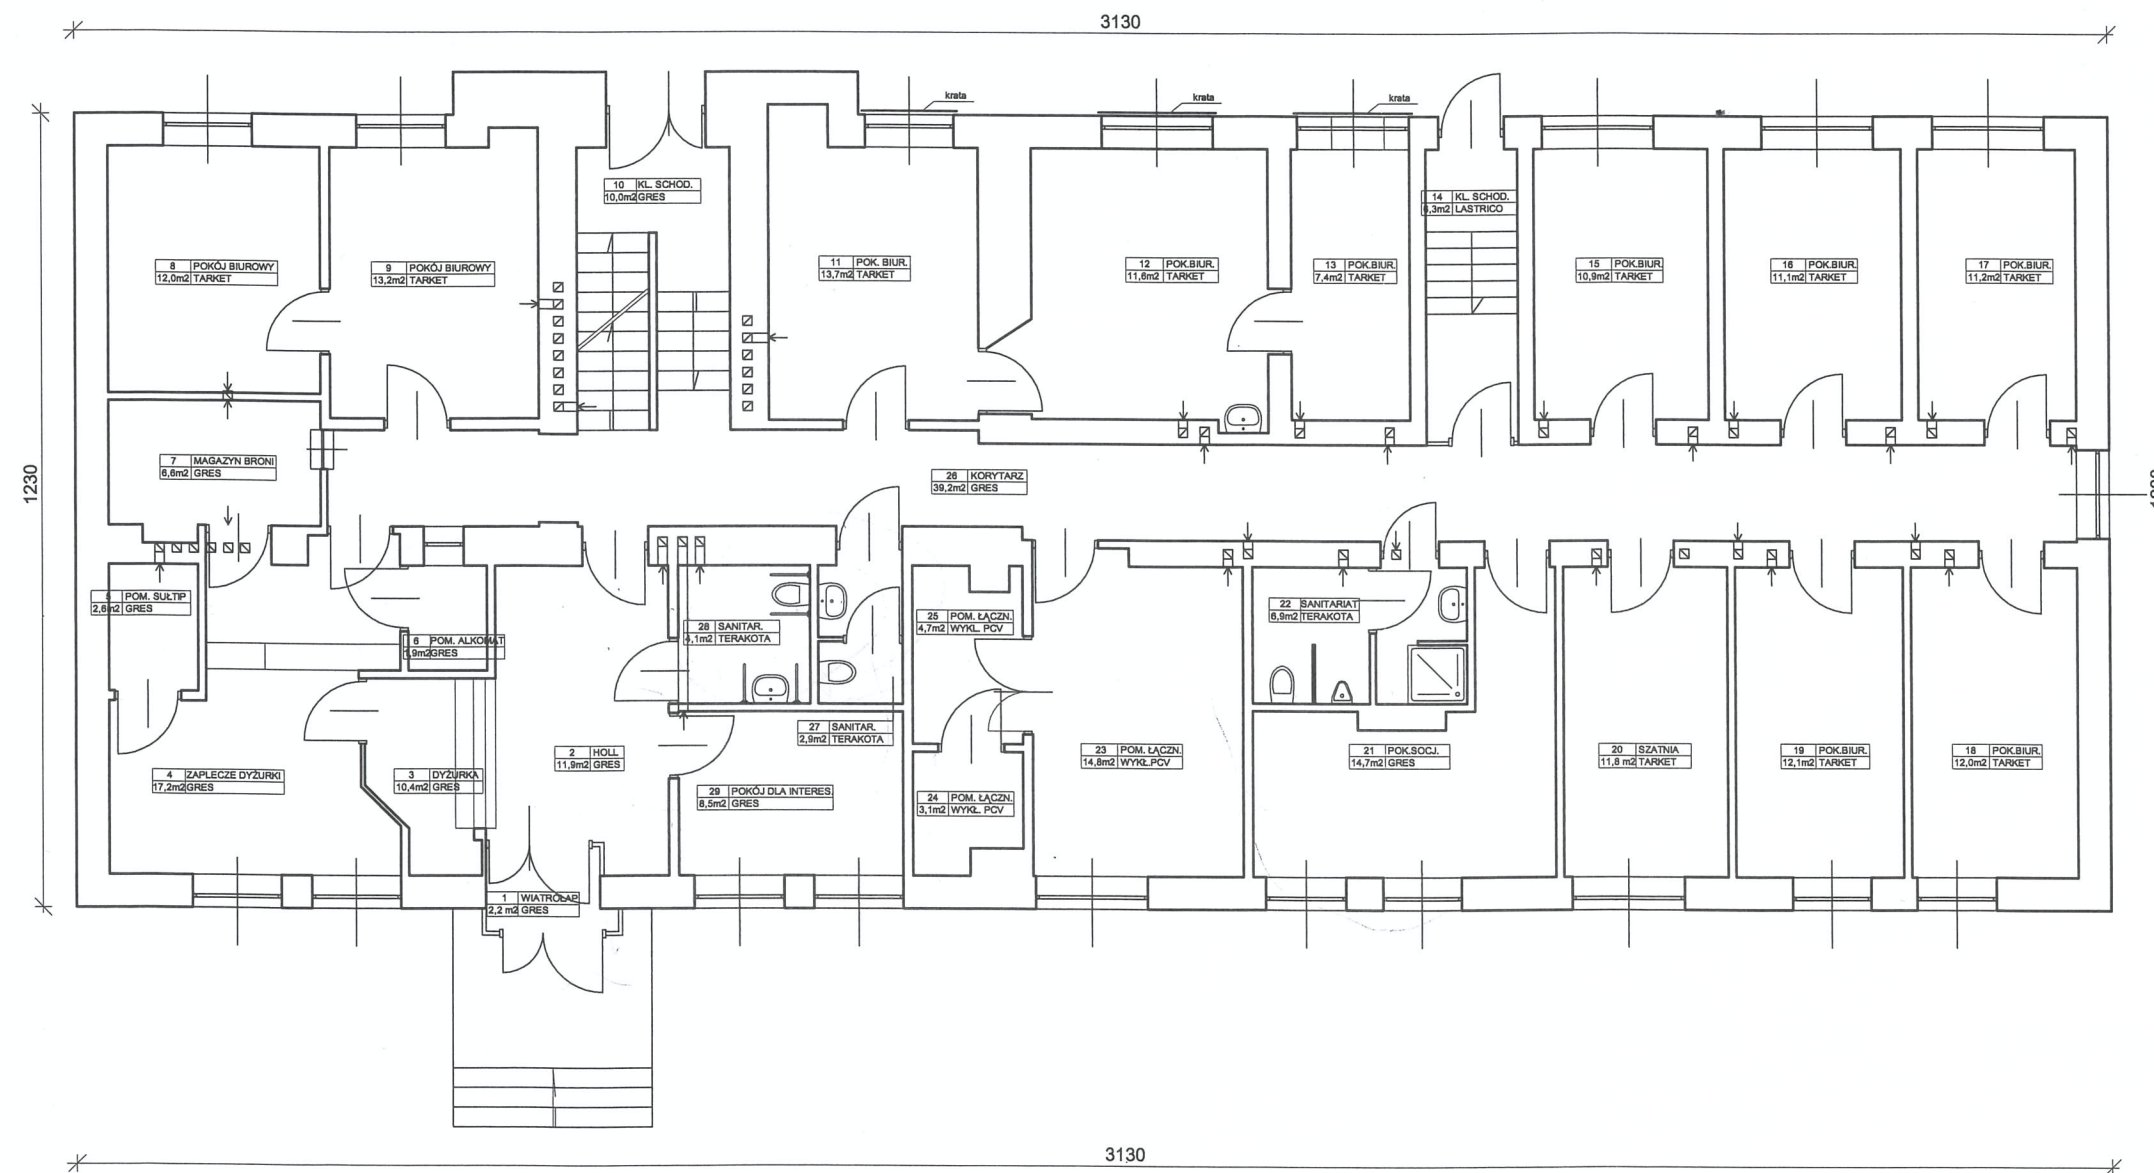 3130
krata
krata
krata
10 KL. SCHOD.
10,0m2 GRES
14 KL. SCHOD.
LASTRICO
8 POKÓJ BIUROWY
12,0m2 TARKET
9 POKÓJ BIUROWY
13,2m2 TARKET
11 POK. BIUR.
13,7m2 TARKET
12 POK.BIUR.
11,6m2 TARKET
13 POK.BIUR.
7,4m2 TARKET
15 POK.BIUR.
10,9m2 TARKET
16 POK.BIUR.
11,1m2 TARKET
17 POK.BIUR.
11,2m2 TARKET
1230
7 MAGAZYN BRONI
6,6m2 GRES
26 KORYTARZ
39,2m2 GRES
5 POM. SUŁTIP
2,6m2 GRES
6 POM. ALKOMAT
1,9m2 GRES
28 SANITAR.
4,1m2 TERAKOTA
25 POM. ŁĄCZN.
4,7m2 WYKL. PCV
22 SANITARIAT
6,9m2 TERAKOTA
27 SANITAR.
2,9m2 TERAKOTA
4 ZAPLECZE DYŻURKI
17,2m2 GRES
3 DYŻURKA
10,4m2 GRES
2 HOLL
11,9m2 GRES
29 POKÓJ DLA INTERES.
8,5m2 GRES
24 POM. ŁĄCZN.
3,1m2 WYKŁ. PCV
23 POM. ŁĄCZN.
14,8m2 WYKŁ.PCV
21 POK.SOCJ.
14,7m2 GRES
20 SZATNIA
11,8 m2 TARKET
19 POK.BIUR.
12,1m2 TARKET
18 POK.BIUR.
12,0m2 TARKET
1 WIATROŁAP
2,2 m2 GRES
3130